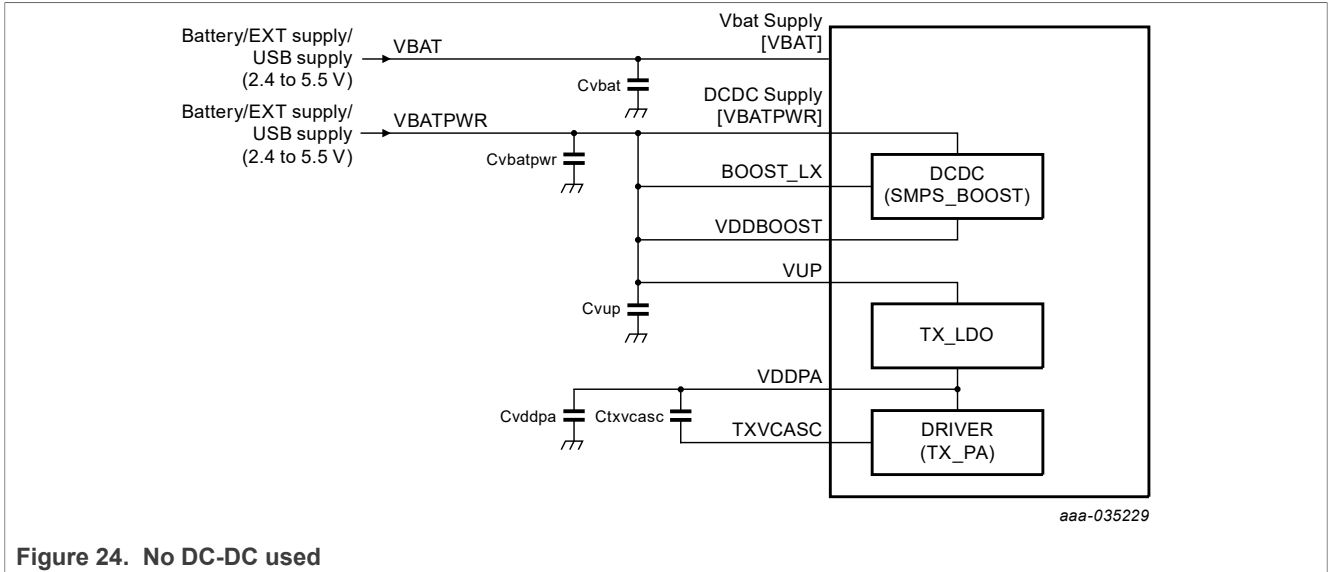 Battery/EXT supply/
USB supply
(2.4 to 5.5 V)
VBAT
Vbat Supply
[VBAT]
Cvbat
Battery/EXT supply/
USB supply
(2.4 to 5.5 V)
VBATPWR
DCDC Supply
[VBATPWR]
Cvbatpwr
BOOST_LX
DCDC
(SMPS_BOOST)
VDDBOOST
VUP
Cvup
TX_LDO
VDDPA
Cvddpa
Ctxvcasc
TXVCASC
DRIVER
(TX_PA)
aaa-035229
Figure 24. No DC-DC used